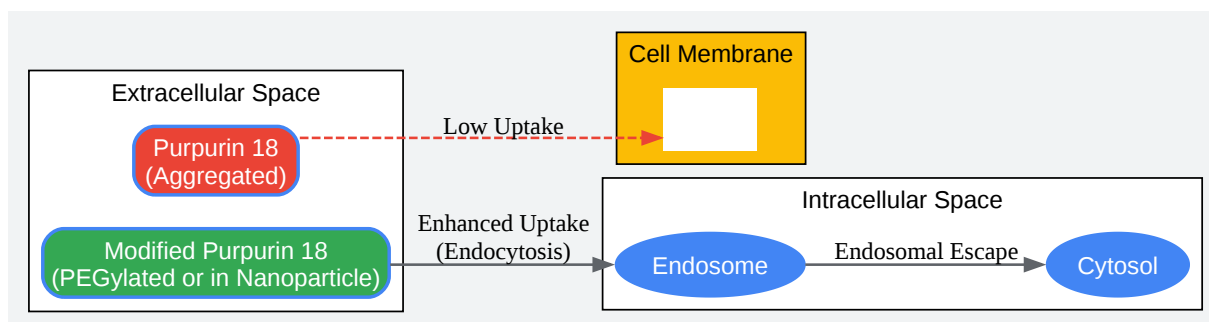 Cell Membrane
Extracellular Space
Low Uptake
Purpurin 18
(Aggregated)
Intracellular Space
Enhanced Uptake
(Endocytosis)
Modified Purpurin 18
(PEGylated or in Nanoparticle)
Endosome
Endosomal Escape
Cytosol